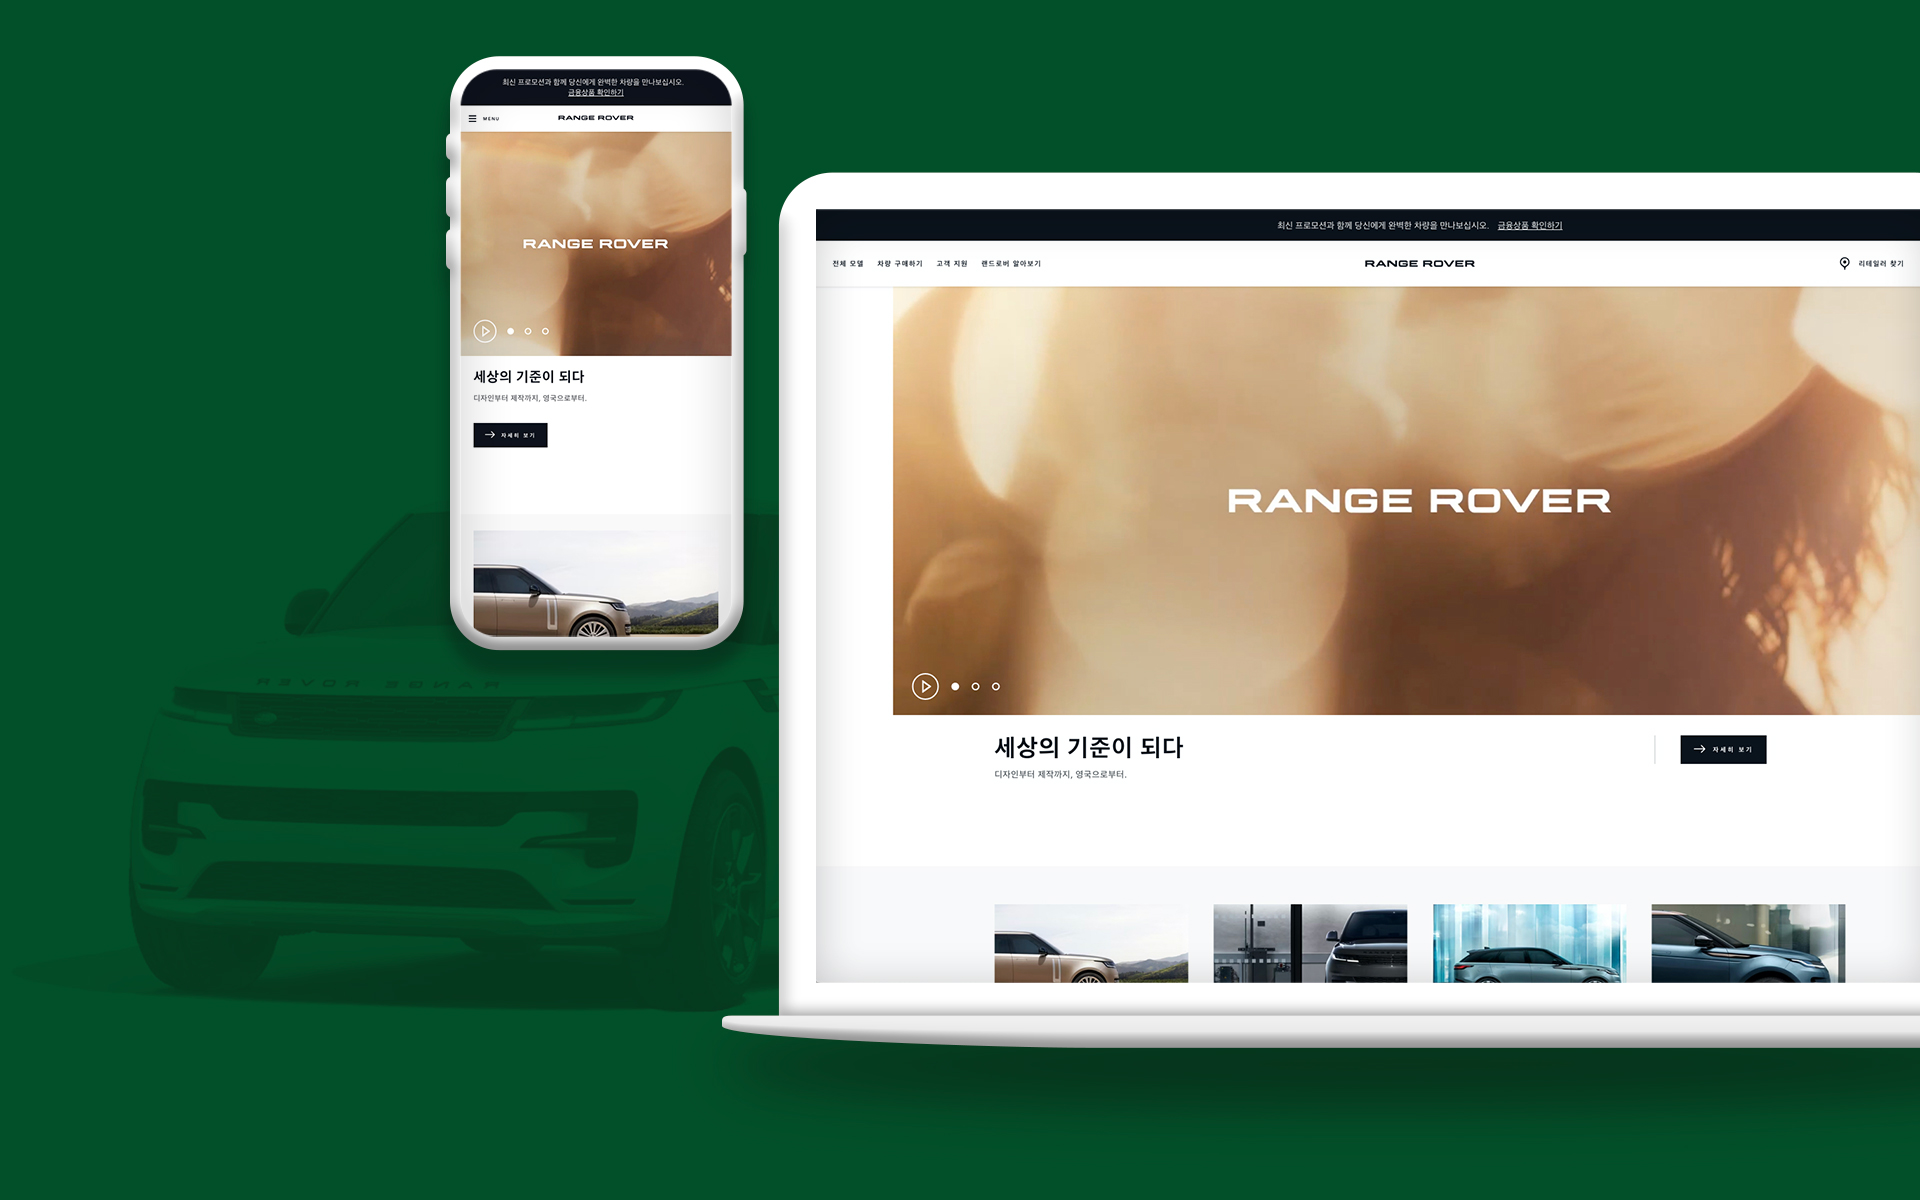 최신 프로모션과 함께 당신에게 완벽한 차량을 만나보십시오.
금융상품 확인하기
MENU
RANGE ROVER
RANGE ROVER
세상의 기준이 되다
디자인부터 제작까지, 영국으로부터.
자세히 보기
최신 프로모션과 함께 당신에게 완벽한 차량을 만나보십시오. 금융상품 확인하기
전체 모델 차량 구매하기 고객 지원 랜드로버 알아보기 RANGE ROVER 리테일러 찾기
RANGE ROVER
세상의 기준이 되다
자세히 보기
디자인부터 제작까지, 영국으로부터.
RANGE ROVER